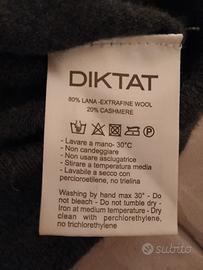 DIKTAT
80% LANA -EXTRAFINE WOOL
20% CASHMERE
- Lavare a mano- 30°C
- Non candeggiare
- Non usare asciugatrice
- Stirare a temperatura media
- Lavabile a secco con
percloroetilene, no trielina
Washing by hand max 30° - Do
not bleach - Do not tumble dry -
Iron at medium temperature - Dry
clean with perchlorethylene,
no trichlorethylene
subito